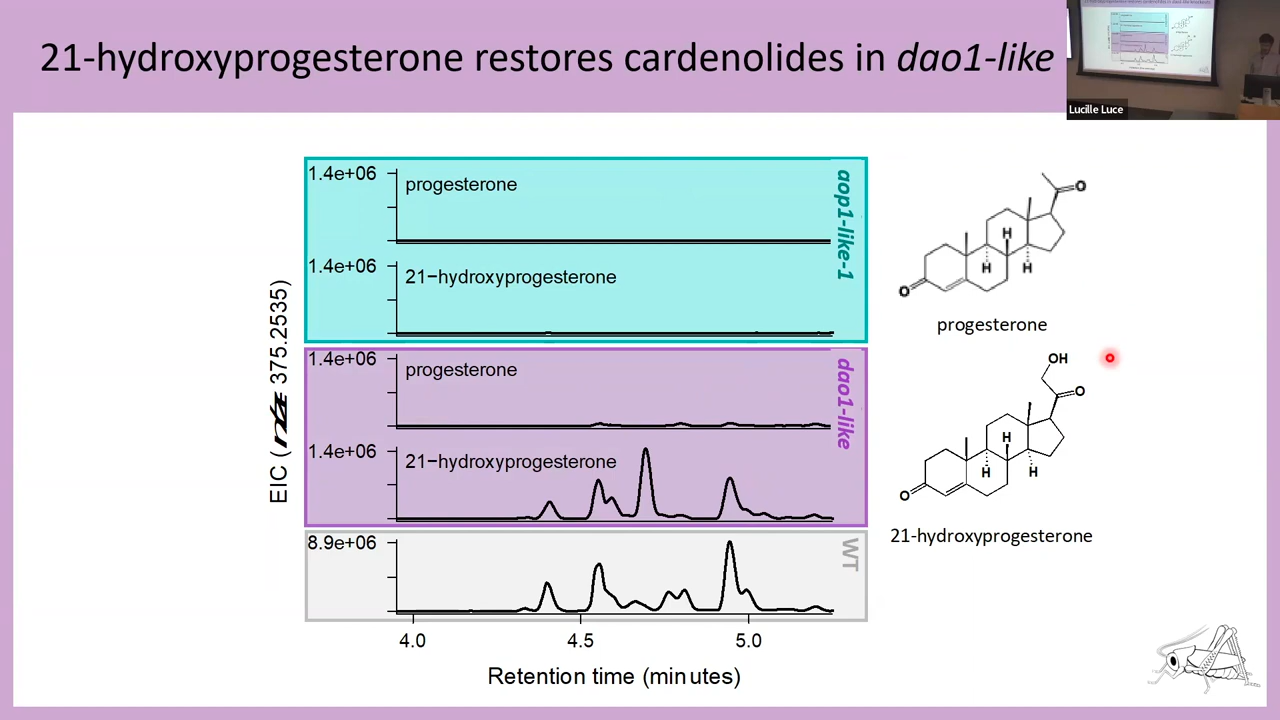 21-hydroxyprogesterone restores cardenolides in dao1-like
Lucille Luce
1.4e+06
progesterone
aop1-like-1
1.4e+06
21−hydroxyprogesterone
1.4e+06
progesterone
dao1-like
1.4e+06
21−hydroxyprogesterone
8.9e+06
WT
EIC (m/z 375.2535)
4.0 4.5 5.0
Retention time (minutes)
O
H
H H
O
progesterone
OH
O
H
H H
O
21-hydroxyprogesterone